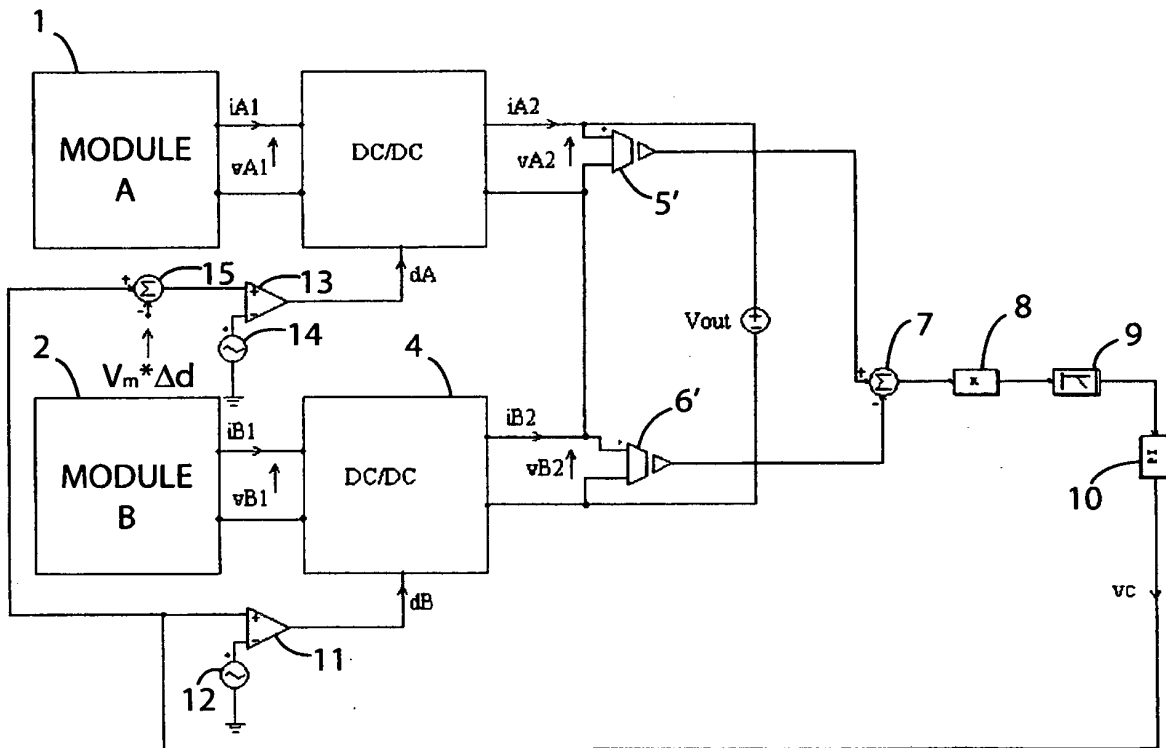 1
MODULE
A
iA1
vA1
DC/DC
iA2
vA2
5'
dA
15
13
+
-
+
-
14
Vm*Δd
Vout
+
-
2
MODULE
B
iB1
vB1
4
DC/DC
iB2
vB2
6'
7
+
-
Σ
8
K
9
10
PI
dB
+
-
11
12
vc